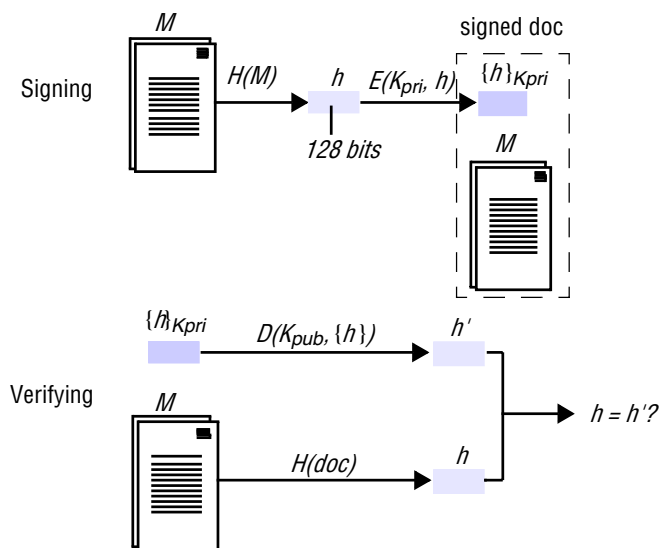 M
signed doc
Signing
H(M)
h
E(Kpri, h)
{h}Kpri
128 bits
M
{h}Kpri
D(Kpub, {h})
h'
Verifying
M
h = h'?
H(doc)
h